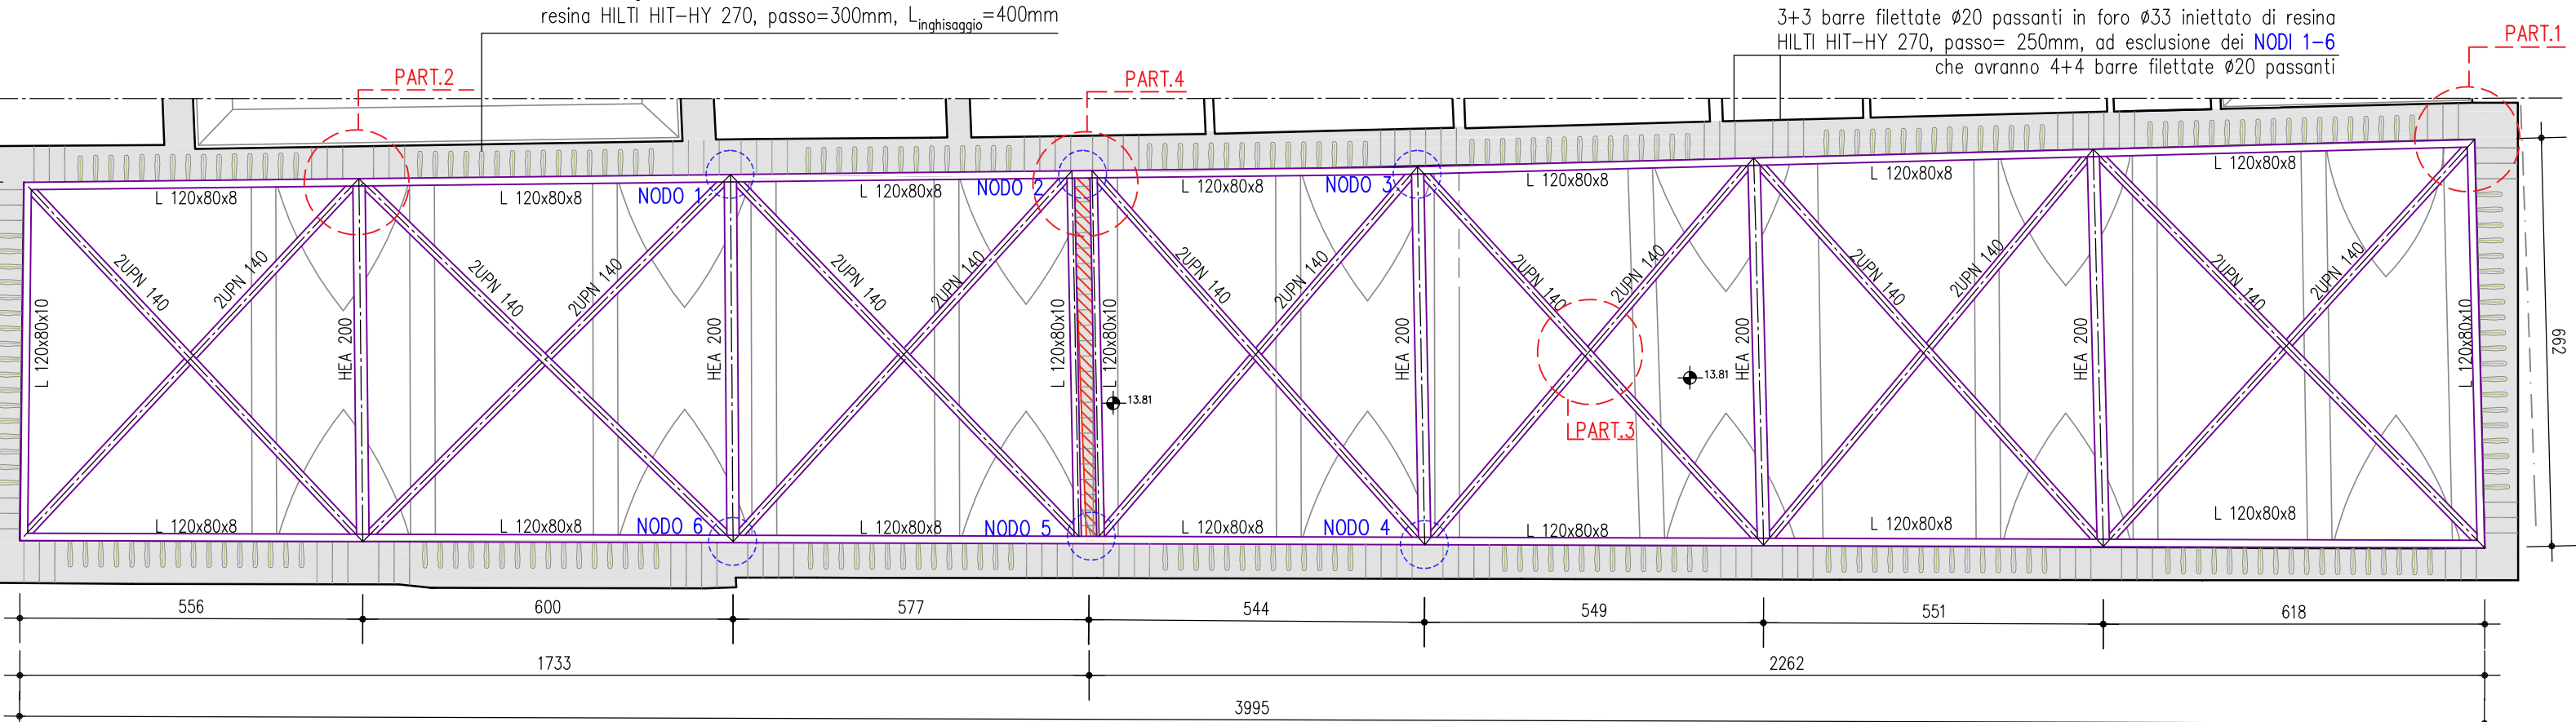 resina HILTI HIT-HY 270, passo=300mm, Linghisaggio=400mm
3+3 barre filettate ø20 passanti in foro ø33 iniettato di resina
HILTI HIT-HY 270, passo= 250mm, ad esclusione dei NODI 1-6
che avranno 4+4 barre filettate ø20 passanti
PART.1
PART.2
PART.4
L 120x80x8
L 120x80x8
NODO 1
L 120x80x8
NODO 2
L 120x80x8
NODO 3
L 120x80x8
L 120x80x8
L 120x80x8
2UPN 140
2UPN 140
2UPN 140
2UPN 140
2UPN 140
2UPN 140
2UPN 140
2UPN 140
2UPN 140
2UPN 140
2UPN 140
2UPN 140
2UPN 140
2UPN 140
L 120x80x10
HEA 200
HEA 200
L 120x80x10
L 120x80x10
HEA 200
HEA 200
HEA 200
L 120x80x10
662
13.81
13.81
PART.3
L 120x80x8
L 120x80x8
NODO 6
L 120x80x8
NODO 5
L 120x80x8
NODO 4
L 120x80x8
L 120x80x8
L 120x80x8
556
600
577
544
549
551
618
1733
2262
3995